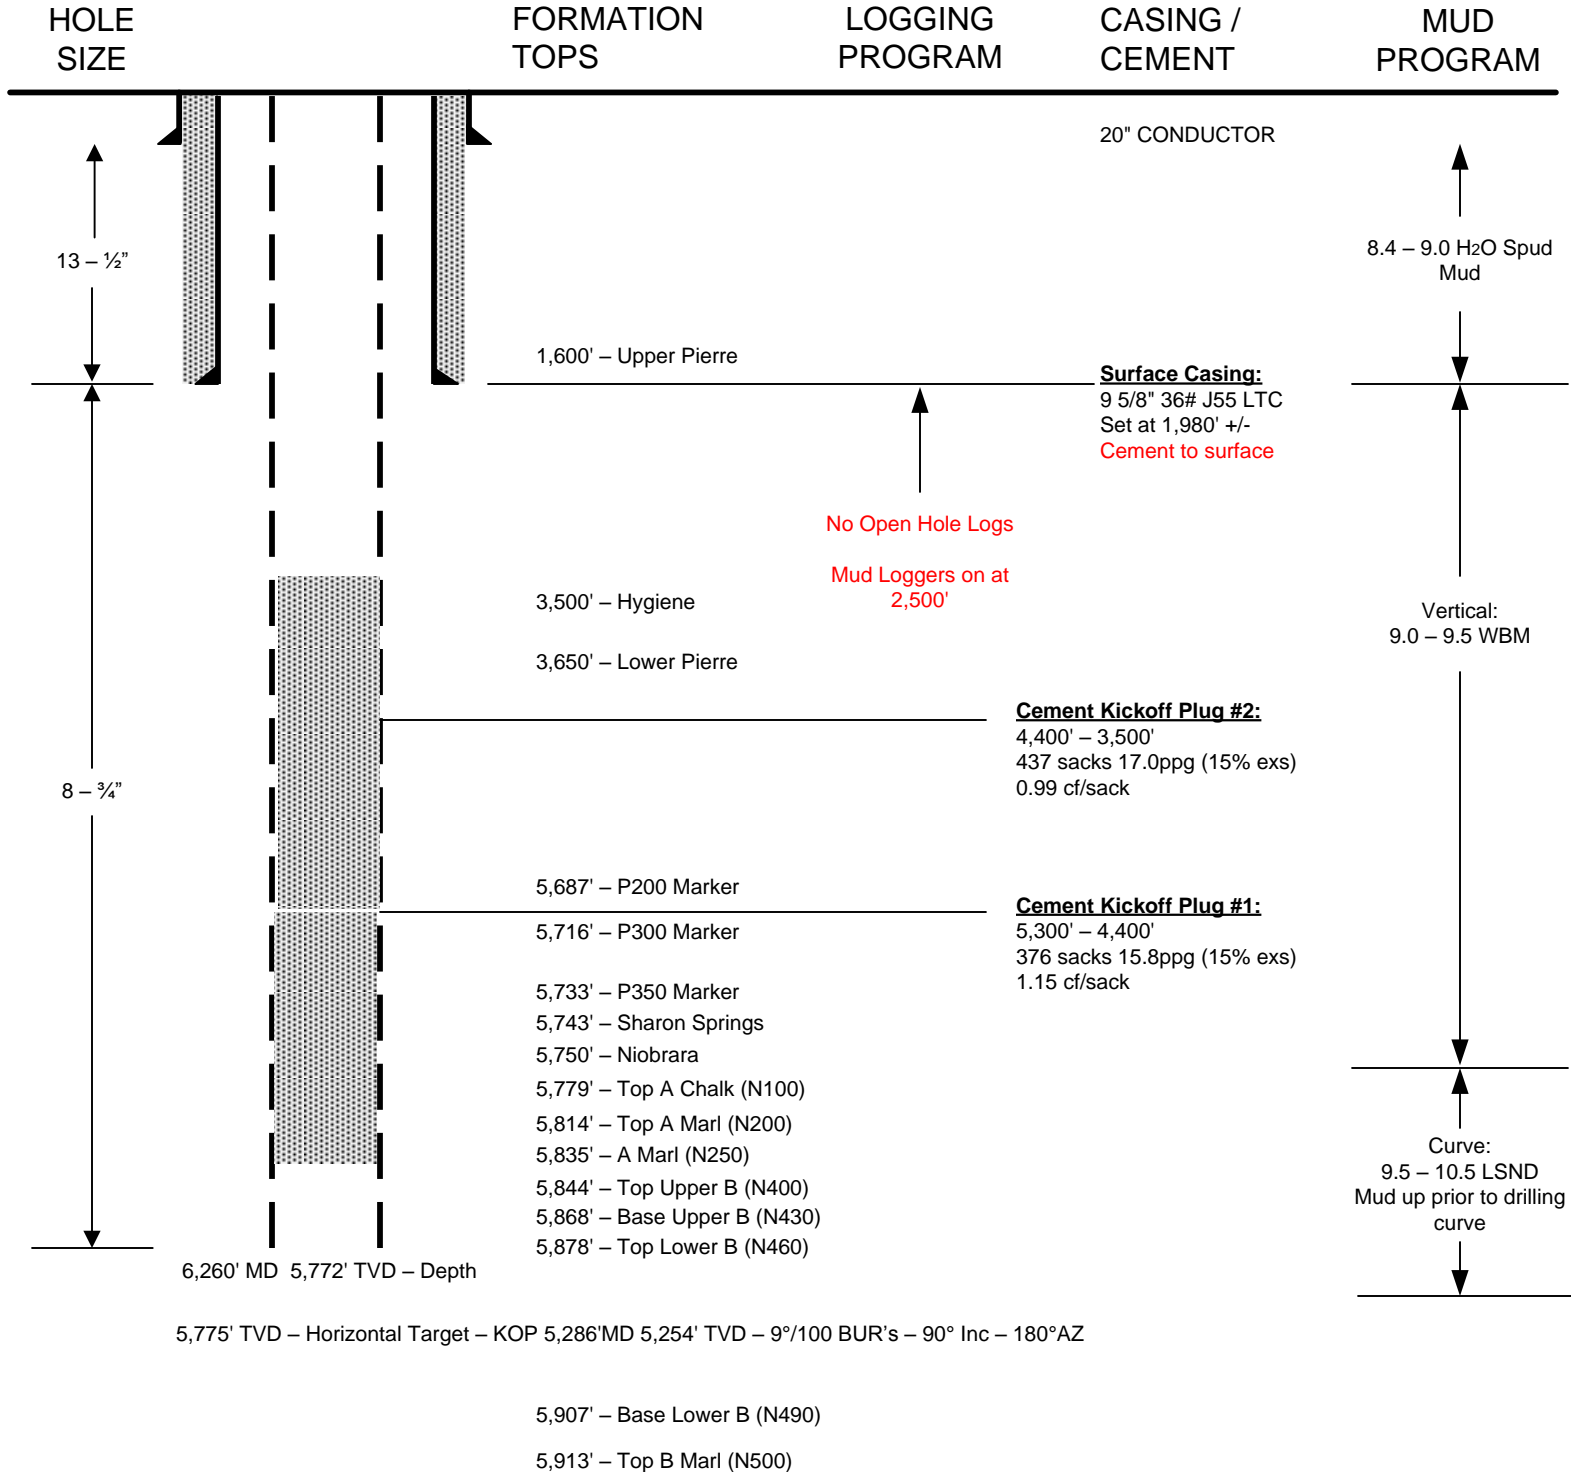 HOLE
SIZE
FORMATION
TOPS
LOGGING
PROGRAM
CASING /
CEMENT
MUD
PROGRAM
20" CONDUCTOR
13 – ½”
8.4 – 9.0 H2O Spud
Mud
1,600' – Upper Pierre
Surface Casing:
9 5/8" 36# J55 LTC
Set at 1,980' +/-
Cement to surface
No Open Hole Logs
Mud Loggers on at
2,500'
3,500' – Hygiene
3,650' – Lower Pierre
Vertical:
9.0 – 9.5 WBM
Cement Kickoff Plug #2:
4,400' – 3,500'
437 sacks 17.0ppg (15% exs)
0.99 cf/sack
8 – ¾”
5,687' – P200 Marker
5,716' – P300 Marker
Cement Kickoff Plug #1:
5,300' – 4,400'
376 sacks 15.8ppg (15% exs)
1.15 cf/sack
5,733' – P350 Marker
5,743' – Sharon Springs
5,750' – Niobrara
5,779' – Top A Chalk (N100)
5,814' – Top A Marl (N200)
5,835' – A Marl (N250)
5,844' – Top Upper B (N400)
5,868' – Base Upper B (N430)
5,878' – Top Lower B (N460)
Curve:
9.5 – 10.5 LSND
Mud up prior to drilling
curve
6,260' MD  5,772' TVD – Depth
5,775' TVD – Horizontal Target – KOP 5,286'MD 5,254' TVD – 9°/100 BUR’s – 90° Inc – 180°AZ
5,907' – Base Lower B (N490)
5,913' – Top B Marl (N500)